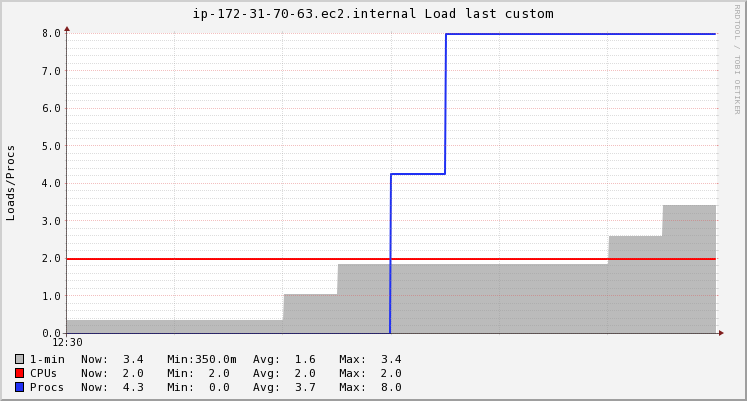 ip-172-31-70-63.ec2.internal Load last custom
RRDTOOL / TOBI OETIKER
Loads/Procs
8.0
7.0
6.0
5.0
4.0
3.0
2.0
1.0
0.0
12:30
1-min Now: 3.4 Min:350.0m Avg: 1.6 Max: 3.4
CPUs Now: 2.0 Min: 2.0 Avg: 2.0 Max: 2.0
Procs Now: 4.3 Min: 0.0 Avg: 3.7 Max: 8.0